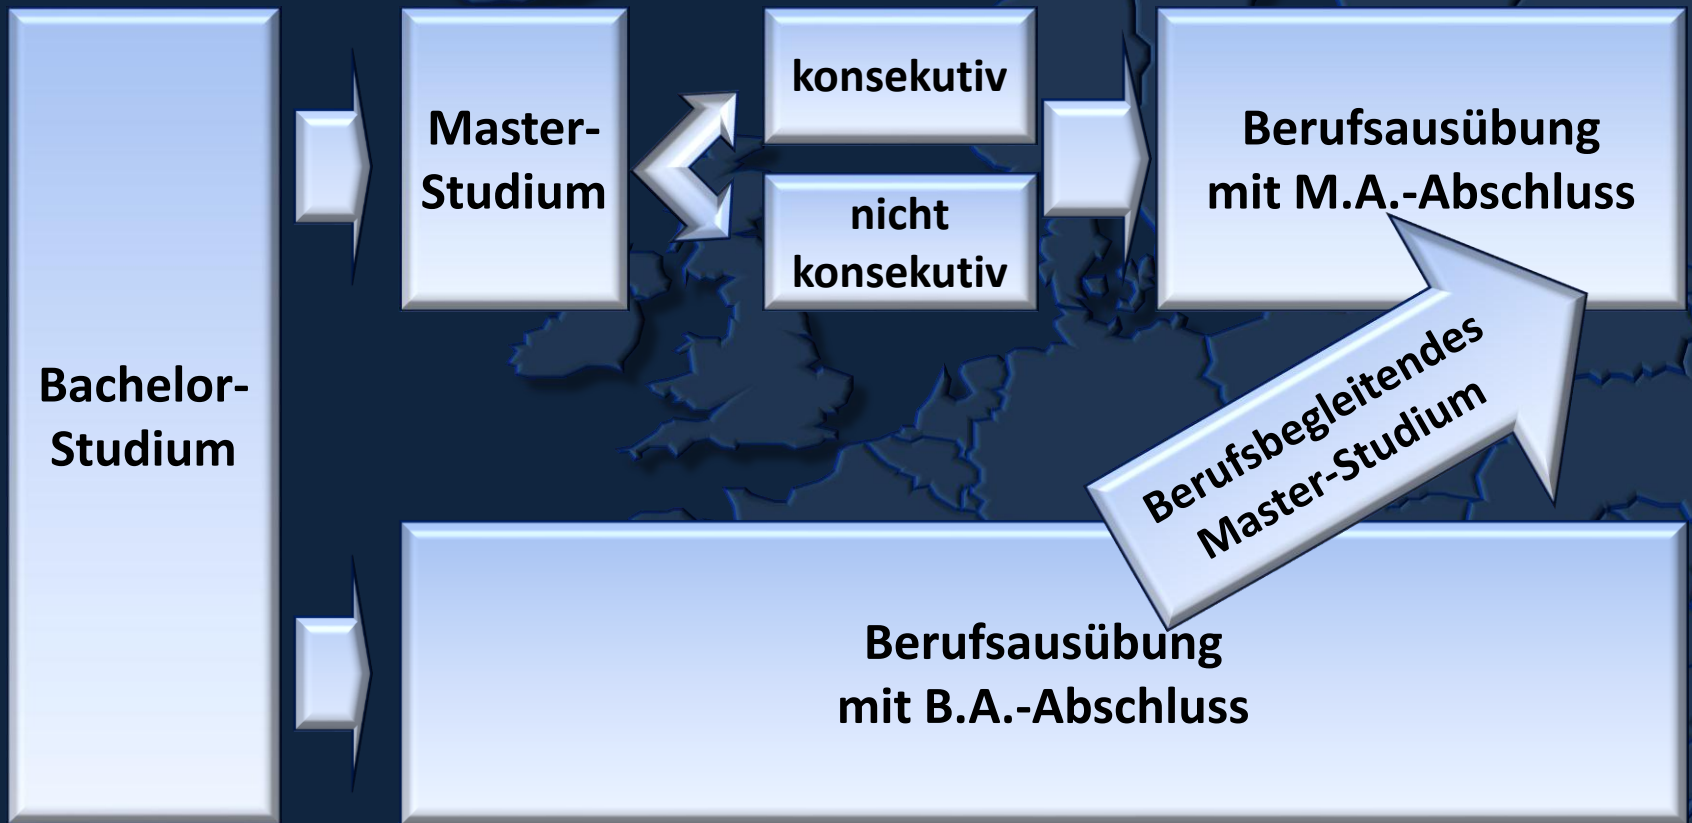 Bachelor-
Studium
Master-
Studium
konsekutiv
nicht
konsekutiv
Berufsausübung
mit M.A.-Abschluss
Berufsbegleitendes
Master-Studium
Berufsausübung
mit B.A.-Abschluss